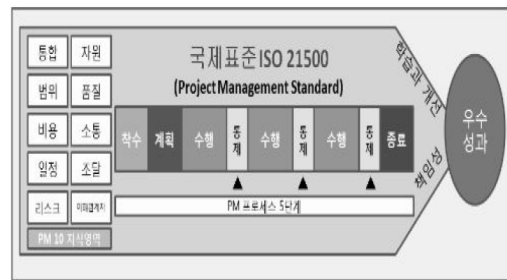 통합 자원
범위 품질
비용 소통
일정 조달
리스크 이해관계자
PM 10 지식영역
국제표준ISO 21500
(Project Management Standard)
착수 계획 수행 통제 수행 통제 수행 통제 종료
PM 프로세스 5단계
학습과 개선
책임성
우수
성과